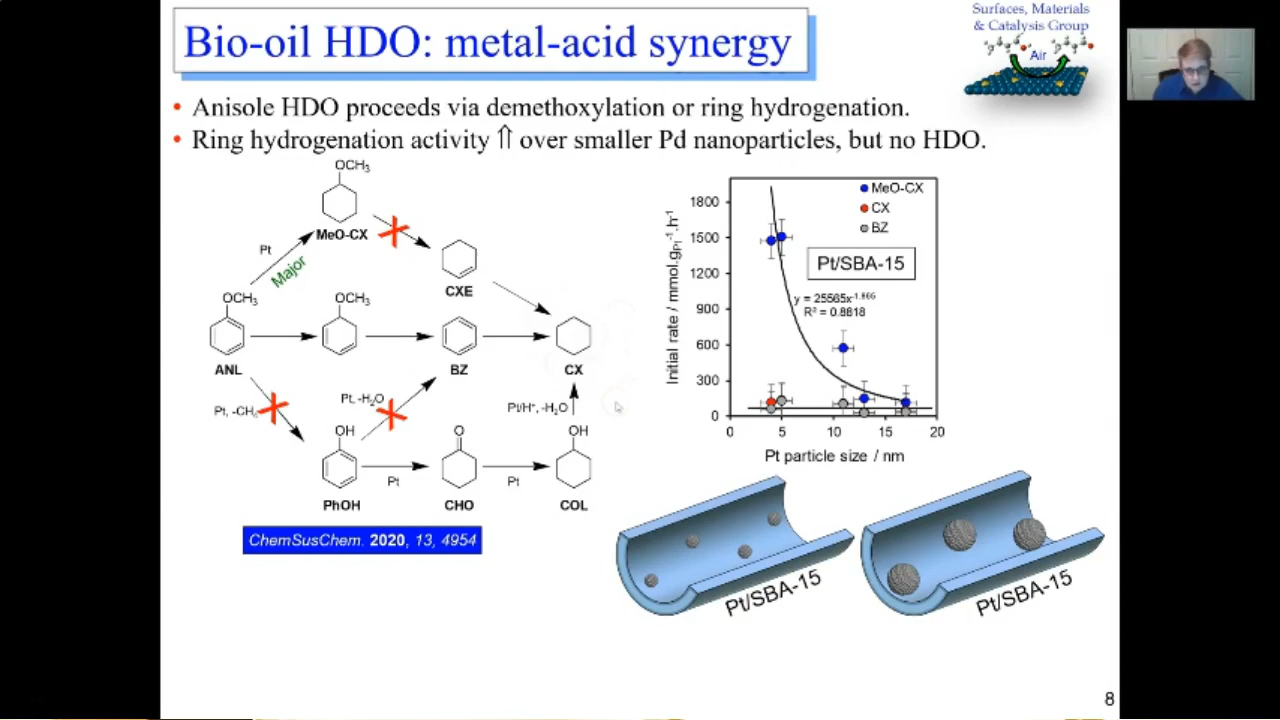 Bio-oil HDO: metal-acid synergy
Surfaces, Materials
& Catalysis Group
Air
• Anisole HDO proceeds via demethoxylation or ring hydrogenation.
• Ring hydrogenation activity ⇑ over smaller Pd nanoparticles, but no HDO.
OCH₃
MeO-CX
Pt
Major
CXE
OCH₃
OCH₃
ANL
BZ
CX
Pt, -CH₄
Pt, -H₂O
Pt/H⁺, -H₂O
OH
O
OH
Pt
Pt
PhOH
CHO
COL
ChemSusChem. 2020, 13, 4954
MeO-CX
CX
BZ
Pt/SBA-15
y = 25565x⁻¹·⁸⁶⁵
R² = 0.8818
Initial rate / mmol.gPt⁻¹.h⁻¹
1800
1500
1200
900
600
300
0
0 5 10 15 20
Pt particle size / nm
Pt/SBA-15
Pt/SBA-15
8